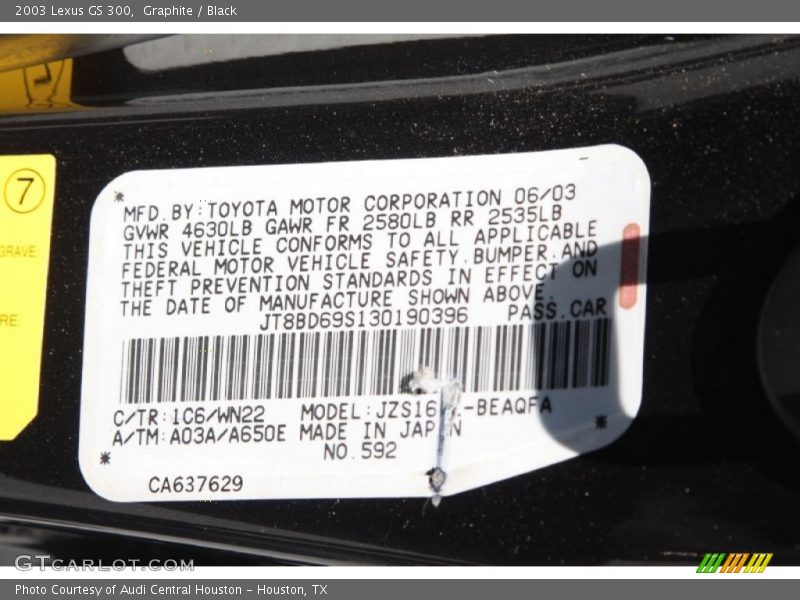 2003 Lexus GS 300, Graphite / Black
7
GRAVE.
RE.
* MFD. BY: TOYOTA MOTOR CORPORATION 06/03
GVWR 4630LB GAWR FR 2580LB RR 2535LB
THIS VEHICLE CONFORMS TO ALL APPLICABLE
FEDERAL MOTOR VEHICLE SAFETY, BUMPER, AND
THEFT PREVENTION STANDARDS IN EFFECT ON
THE DATE OF MANUFACTURE SHOWN ABOVE.
JT8BD69S130190396 PASS. CAR
C/TR: 1C6/WN22 MODEL: JZS16 -BEAQFA
A/TM: A03A/A650E MADE IN JAPAN *
* NO. 592
CA637629
GTCARLOT.COM
Photo Courtesy of Audi Central Houston - Houston, TX